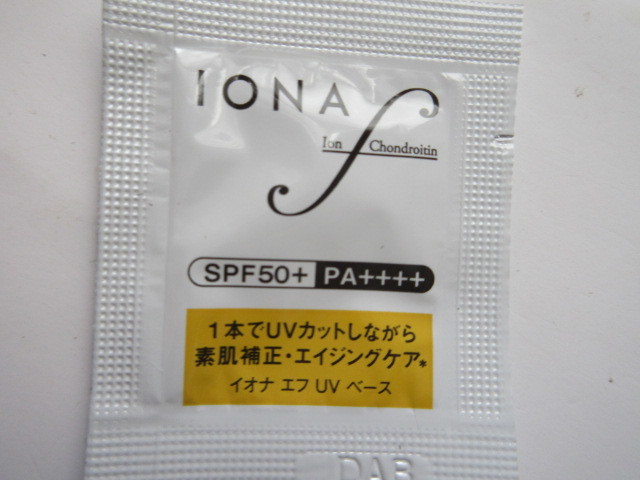 IONA f
Ion Chondroitin
SPF50+ PA++++
1本でUVカットしながら
素肌補正・エイジングケア*
イオナ エフ UV ベース